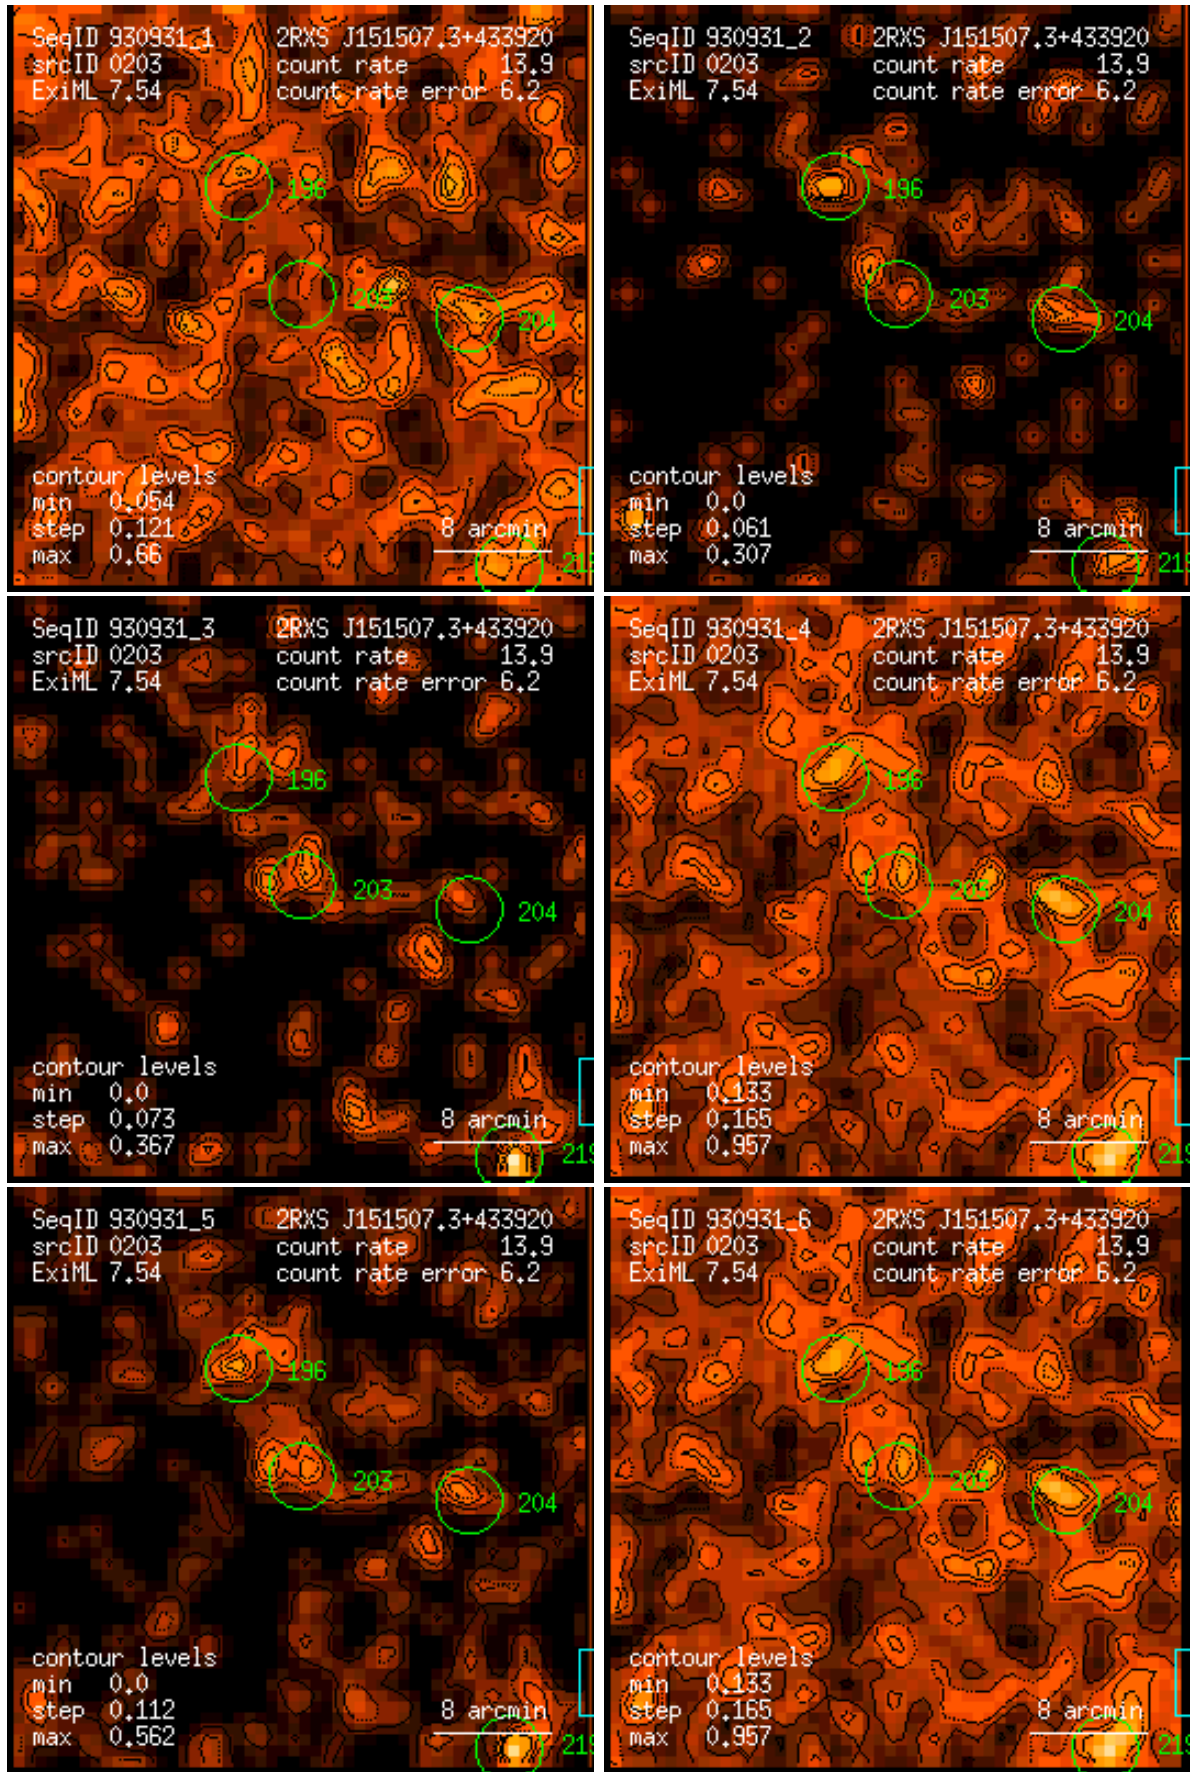 SeqID 930931_1 2RXS J151507.3+433920
srcID 0203 count rate 13.9
ExiML 7.54 count rate error 6.2
196
203
204
contour levels
min 0.054
step 0.121 8 arcmin
max 0.66 219
SeqID 930931_2 2RXS J151507.3+433920
srcID 0203 count rate 13.9
ExiML 7.54 count rate error 6.2
196
203
204
contour levels
min 0.0
step 0.061 8 arcmin
max 0.307 219
SeqID 930931_3 2RXS J151507.3+433920
srcID 0203 count rate 13.9
ExiML 7.54 count rate error 6.2
196
203
204
contour levels
min 0.0
step 0.073 8 arcmin
max 0.367 219
SeqID 930931_4 2RXS J151507.3+433920
srcID 0203 count rate 13.9
ExiML 7.54 count rate error 6.2
196
203
204
contour levels
min 0.133
step 0.165 8 arcmin
max 0.957 219
SeqID 930931_5 2RXS J151507.3+433920
srcID 0203 count rate 13.9
ExiML 7.54 count rate error 6.2
196
203
204
contour levels
min 0.0
step 0.112 8 arcmin
max 0.562 219
SeqID 930931_6 2RXS J151507.3+433920
srcID 0203 count rate 13.9
ExiML 7.54 count rate error 6.2
196
203
204
contour levels
min 0.133
step 0.165 8 arcmin
max 0.957 219